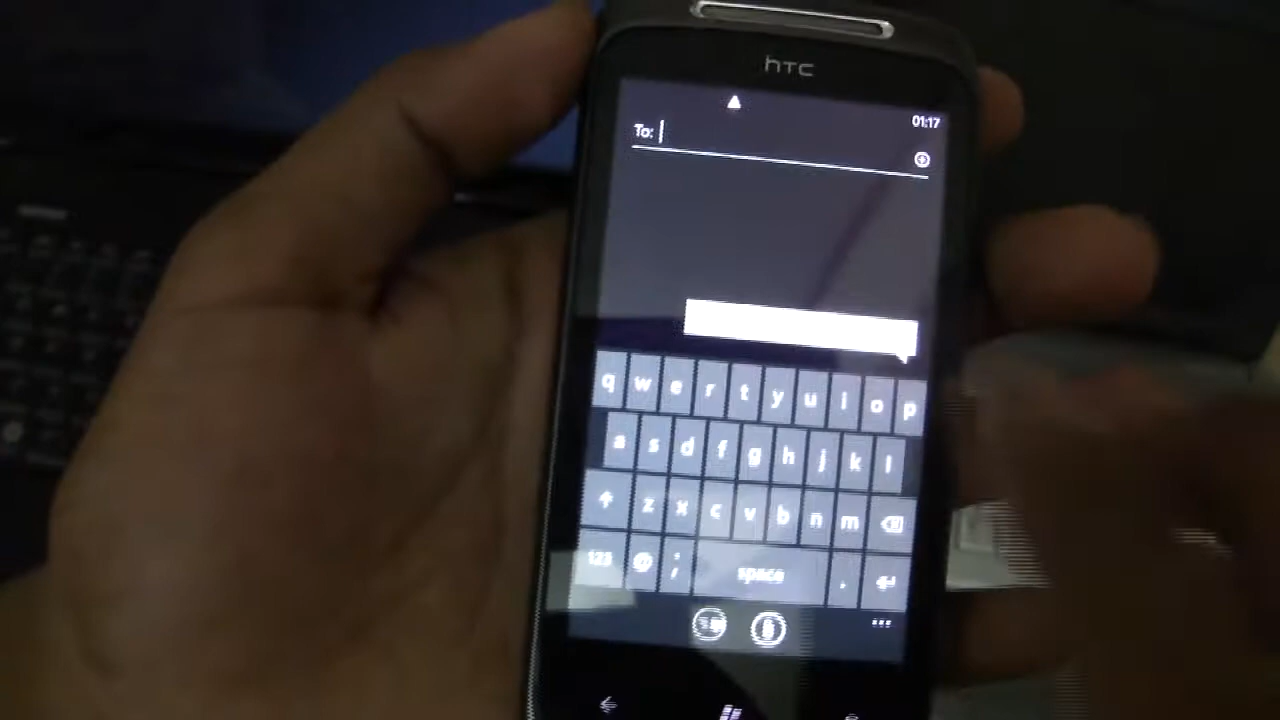 hTC
01:17
To:
q w e r t y u i o p
a s d f g h j k l
z x c v b n m
123 @ ; space .